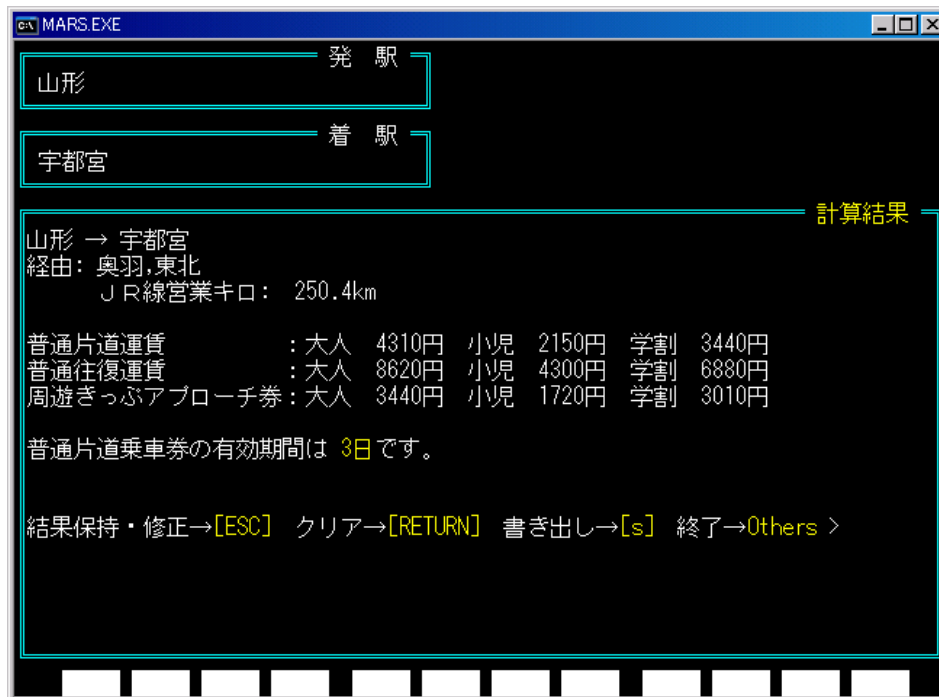 MARS.EXE
発 駅
山形
着 駅
宇都宮
計算結果
山形 → 宇都宮
経由: 奥羽,東北
JR線営業キロ: 250.4km
普通片道運賃 :大人 4310円 小児 2150円 学割 3440円
普通往復運賃 :大人 8620円 小児 4300円 学割 6880円
周遊きっぷアプローチ券:大人 3440円 小児 1720円 学割 3010円
普通片道乗車券の有効期間は 3日です。
結果保持・修正→[ESC] クリア→[RETURN] 書き出し→[s] 終了→Others >